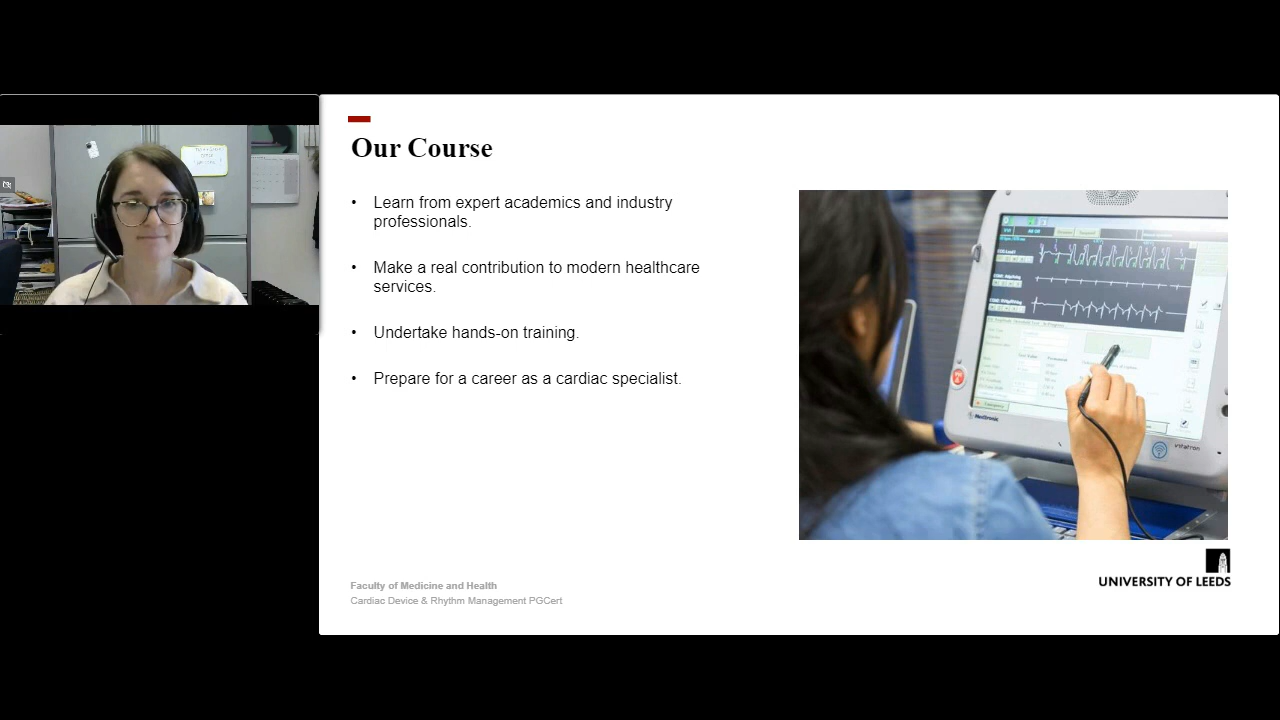 Our Course
• Learn from expert academics and industry
professionals.
• Make a real contribution to modern healthcare
services.
• Undertake hands-on training.
• Prepare for a career as a cardiac specialist.
Medtronic
vitatron
UNIVERSITY OF LEEDS
Faculty of Medicine and Health
Cardiac Device & Rhythm Management PGCert